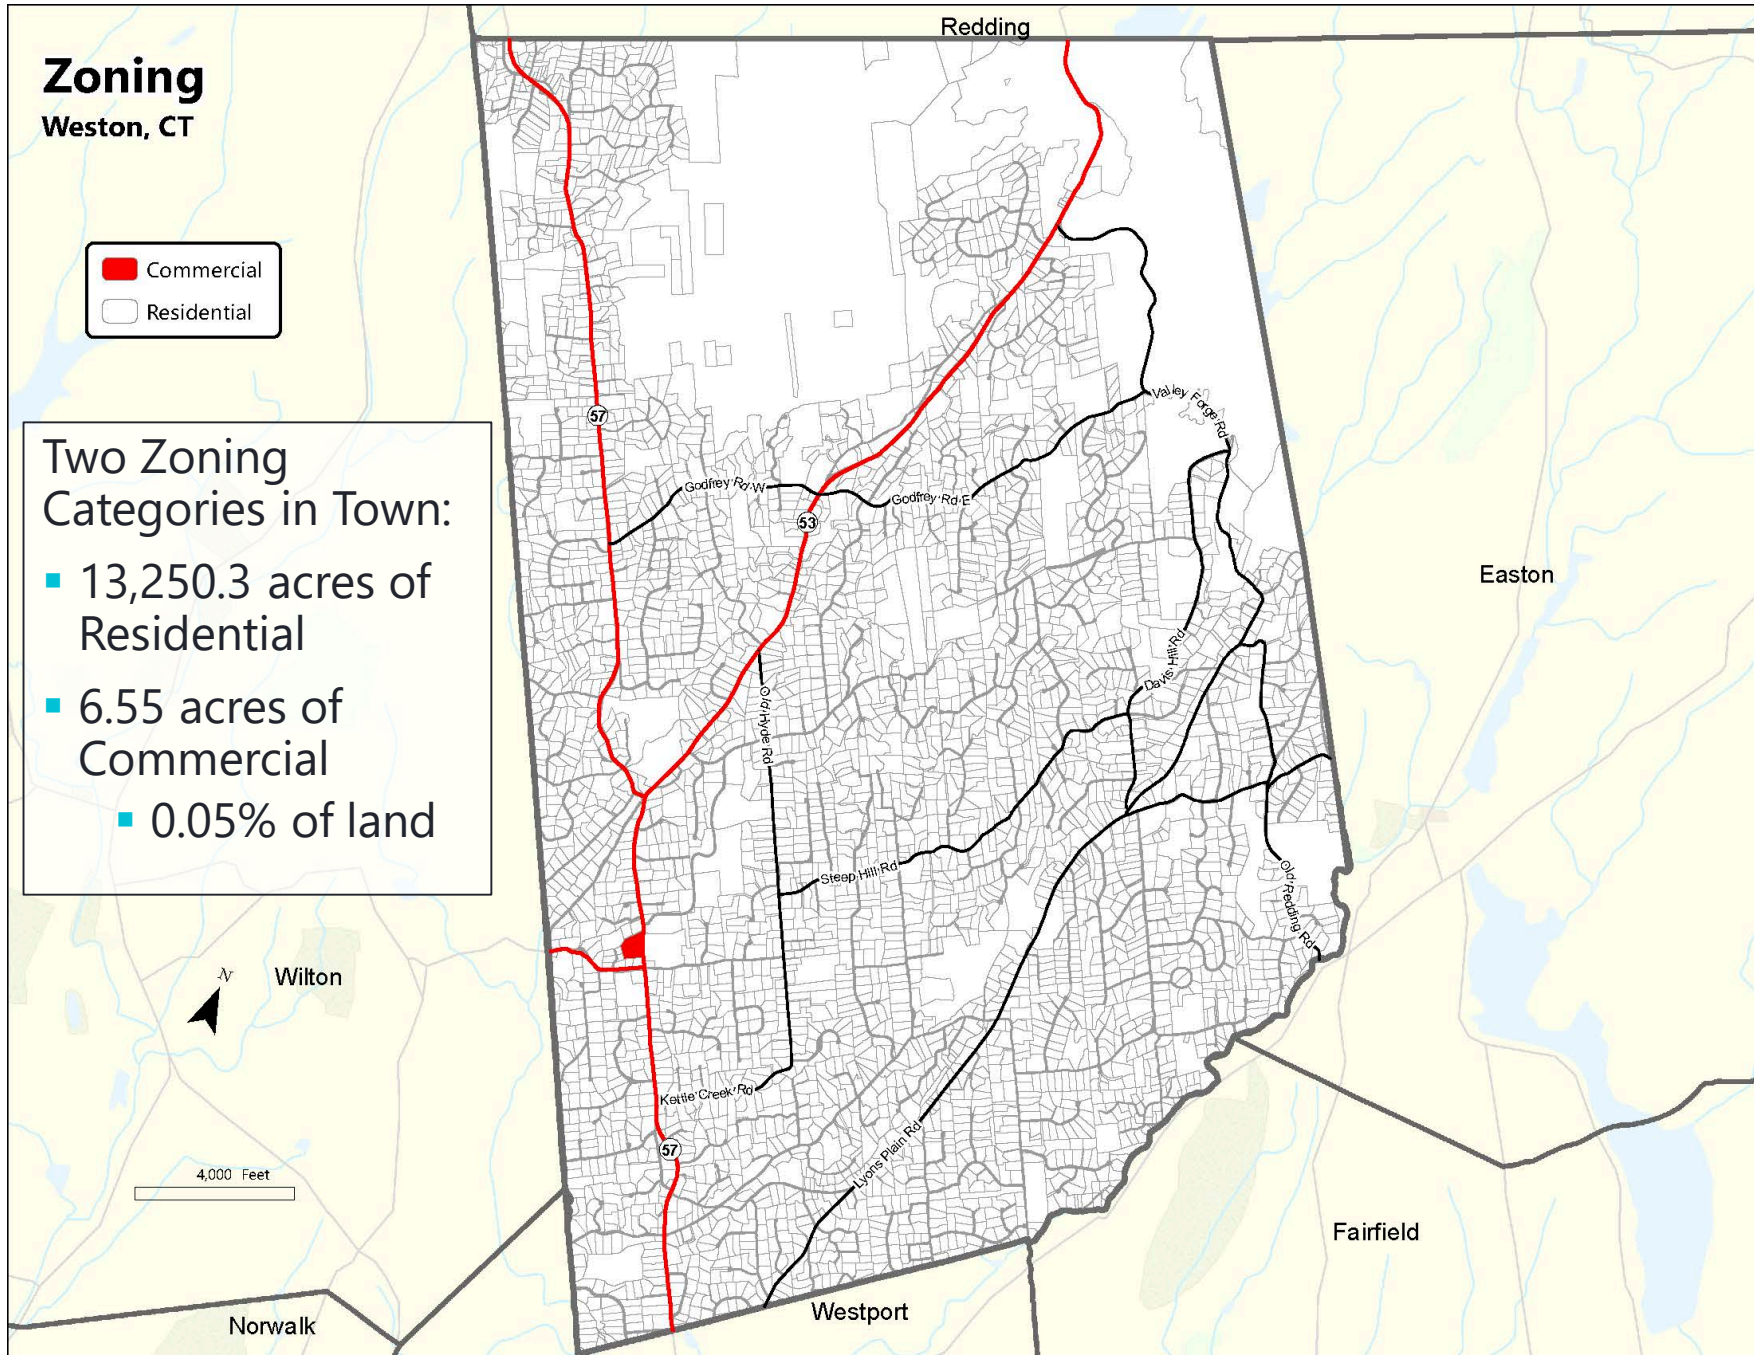 Redding
Zoning
Weston, CT
Commercial
Residential
57
Valley Forge Rd
Two Zoning
Categories in Town:
▪ 13,250.3 acres of
Residential
▪ 6.55 acres of
Commercial
▪ 0.05% of land
Godfrey Rd W
Godfrey Rd E
53
Easton
Davis Hill Rd
Old Hyde Rd
Steep Hill Rd
Old Redding Rd
N
Wilton
Kettle Creek Rd
57
Lyons Plain Rd
4,000 Feet
Fairfield
Westport
Norwalk